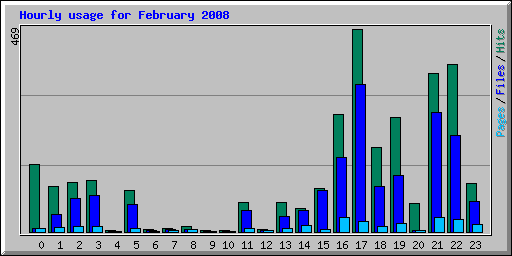 Hourly usage for February 2008
469
Pages/Files/Hits
0 1 2 3 4 5 6 7 8 9 10 11 12 13 14 15 16 17 18 19 20 21 22 23